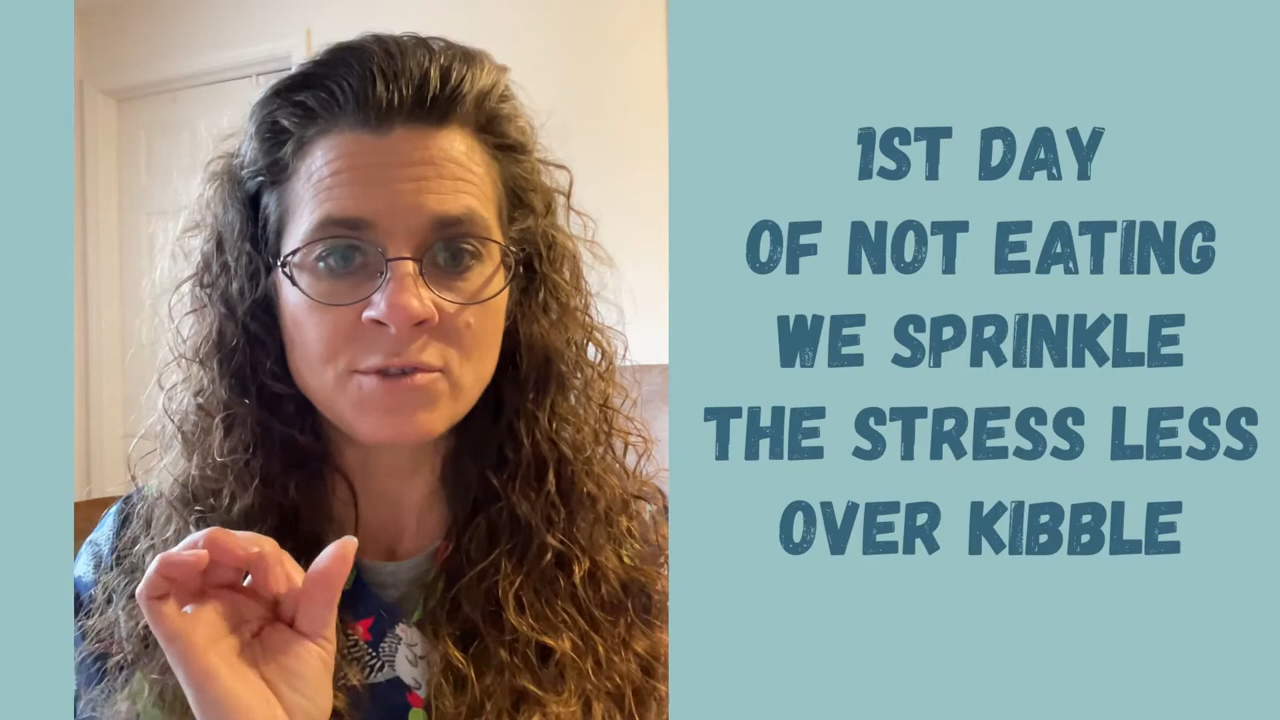 1ST DAY
OF NOT EATING
WE SPRINKLE
THE STRESS LESS
OVER KIBBLE